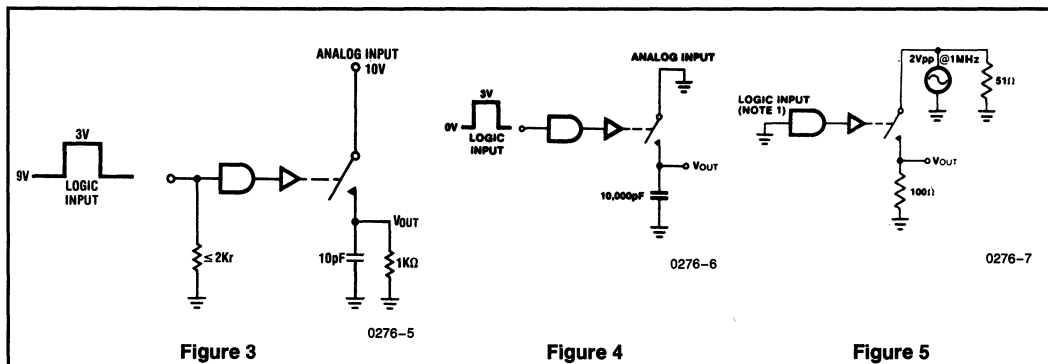 3V
9V
LOGIC
INPUT
≤2Kr
ANALOG INPUT
10V
VOUT
10pF
1KΩ
0276-5
Figure 3
3V
0V
LOGIC
INPUT
ANALOG INPUT
VOUT
10,000pF
0276-6
Figure 4
2Vpp @1MHz
51Ω
LOGIC INPUT
(NOTE 1)
VOUT
100Ω
0276-7
Figure 5